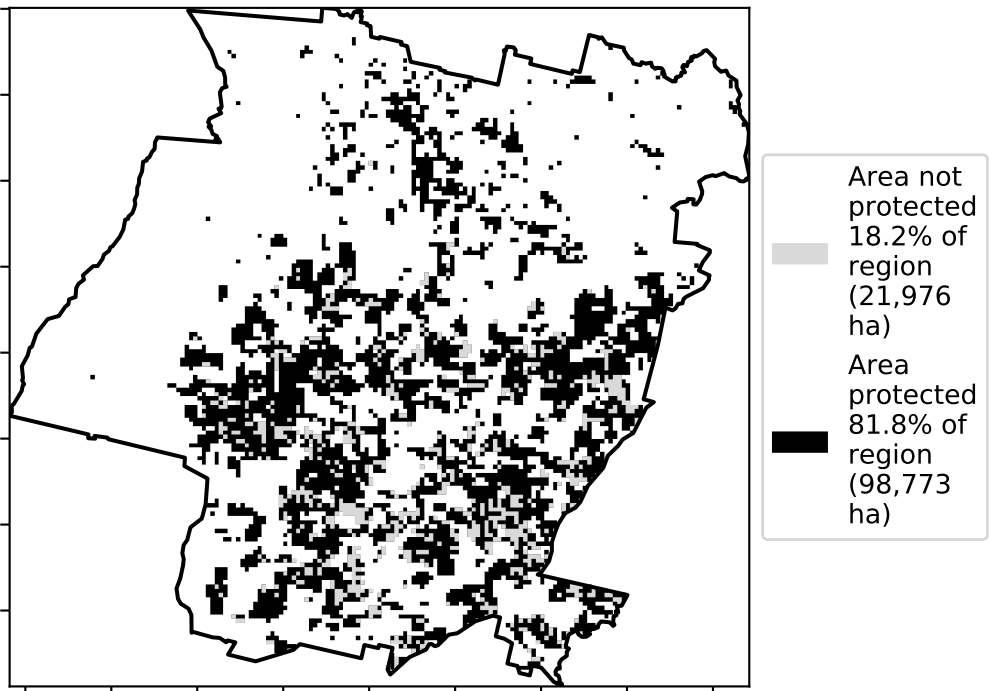 Area not
protected
18.2% of
region
(21,976
ha)
Area
protected
81.8% of
region
(98,773
ha)